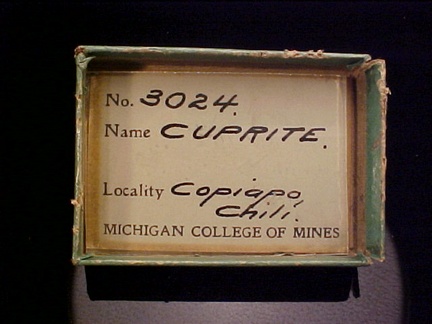 No. 3024.
Name CUPRITE.
Locality Copiapo,
Chili.
MICHIGAN COLLEGE OF MINES